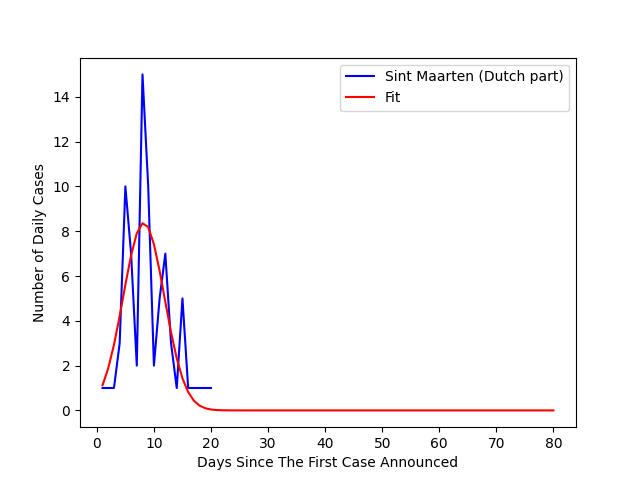 Sint Maarten (Dutch part)
Fit
14
12
10
8
6
4
2
0
Number of Daily Cases
0 10 20 30 40 50 60 70 80
Days Since The First Case Announced